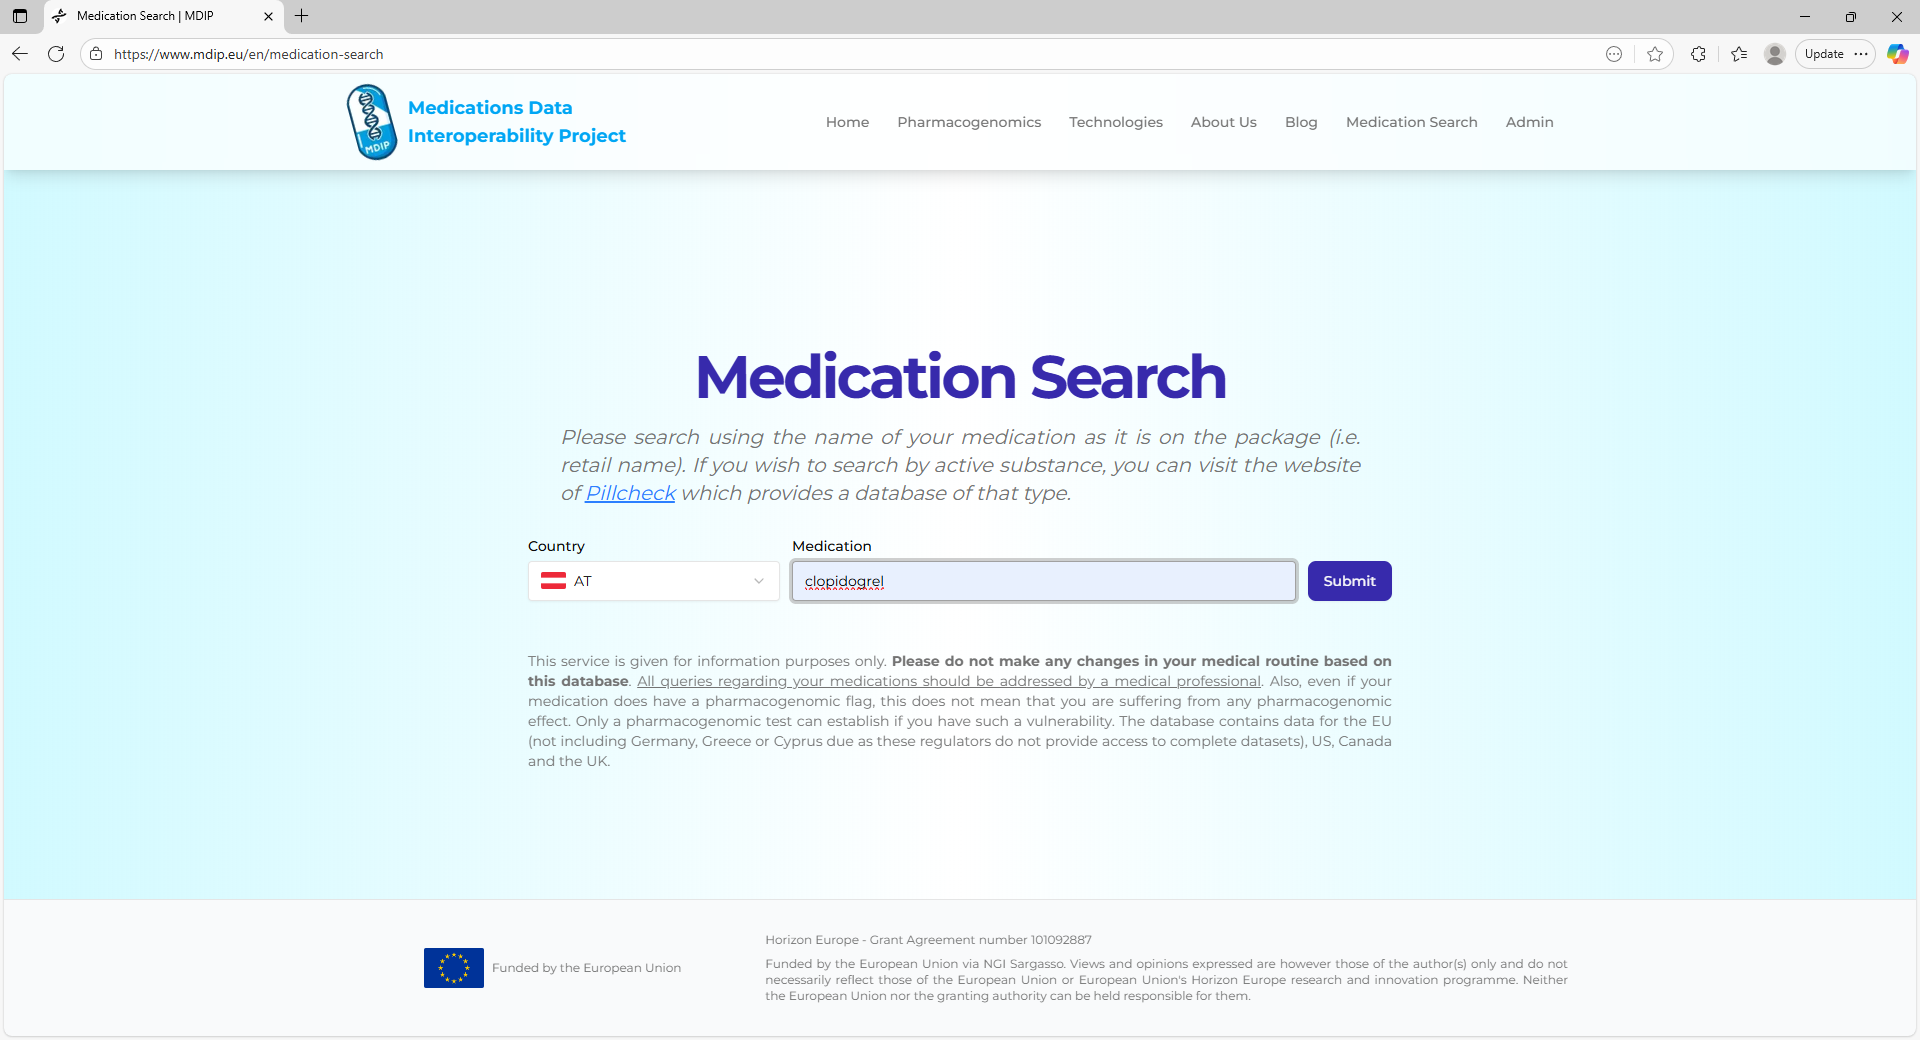 Medication Search | MDIP
https://www.mdip.eu/en/medication-search
Update
MDIP
Medications Data
Interoperability Project
Home
Pharmacogenomics
Technologies
About Us
Blog
Medication Search
Admin
Medication Search
Please search using the name of your medication as it is on the package (i.e.
retail name). If you wish to search by active substance, you can visit the website
of Pillcheck which provides a database of that type.
Country
Medication
AT
clopidogrel
Submit
This service is given for information purposes only. Please do not make any changes in your medical routine based on
this database. All queries regarding your medications should be addressed by a medical professional. Also, even if your
medication does have a pharmacogenomic flag, this does not mean that you are suffering from any pharmacogenomic
effect. Only a pharmacogenomic test can establish if you have such a vulnerability. The database contains data for the EU
(not including Germany, Greece or Cyprus due as these regulators do not provide access to complete datasets), US, Canada
and the UK.
Funded by the European Union
Horizon Europe - Grant Agreement number 101092887
Funded by the European Union via NGI Sargasso. Views and opinions expressed are however those of the author(s) only and do not
necessarily reflect those of the European Union or European Union's Horizon Europe research and innovation programme. Neither
the European Union nor the granting authority can be held responsible for them.